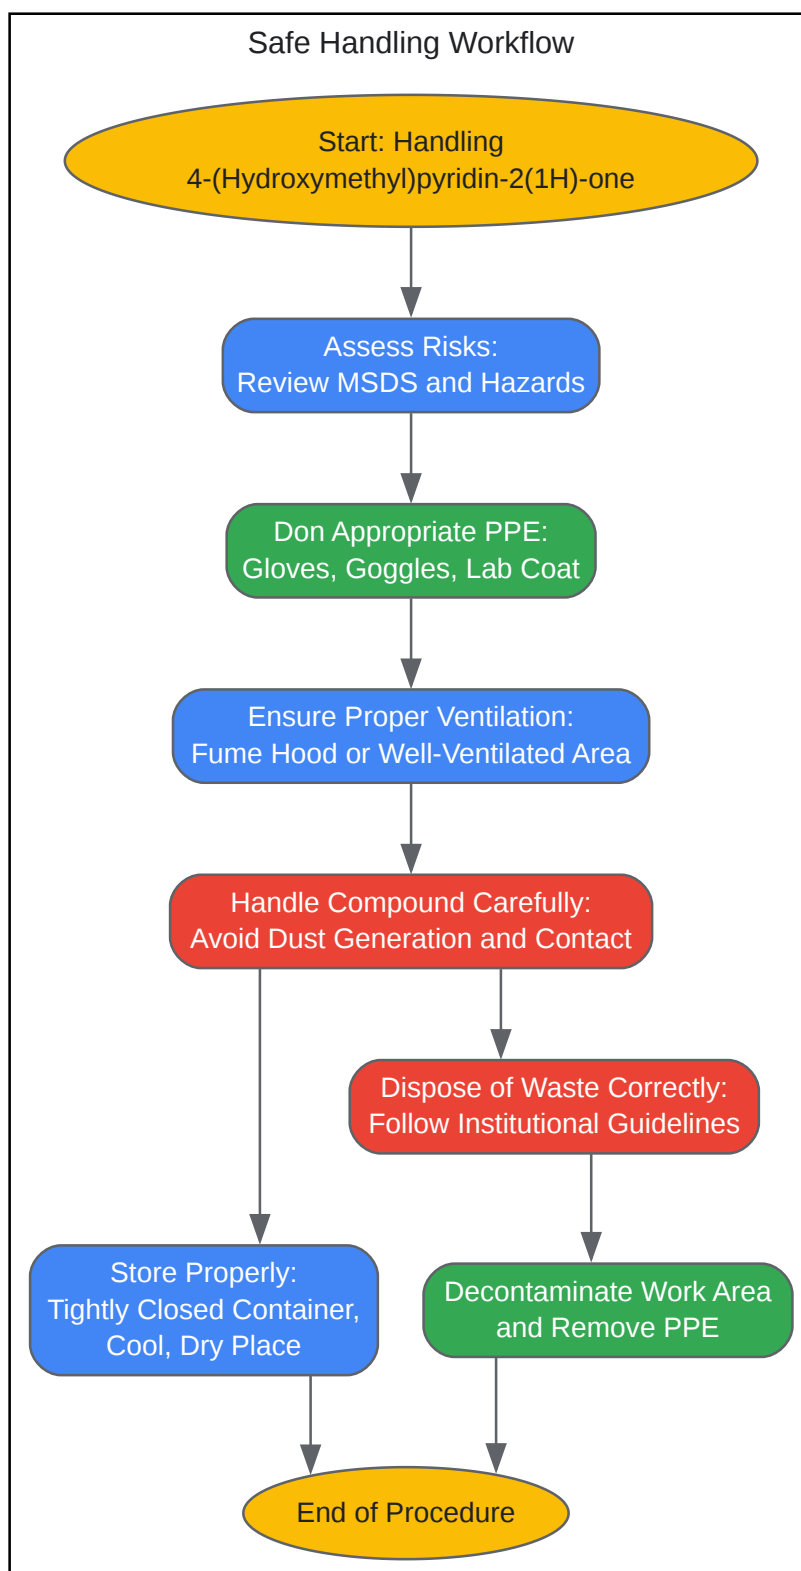 Safe Handling Workflow
Start: Handling
4-(Hydroxymethyl)pyridin-2(1H)-one
Assess Risks:
Review MSDS and Hazards
Don Appropriate PPE:
Gloves, Goggles, Lab Coat
Ensure Proper Ventilation:
Fume Hood or Well-Ventilated Area
Handle Compound Carefully:
Avoid Dust Generation and Contact
Dispose of Waste Correctly:
Follow Institutional Guidelines
Store Properly:
Tightly Closed Container,
Cool, Dry Place
Decontaminate Work Area
and Remove PPE
End of Procedure